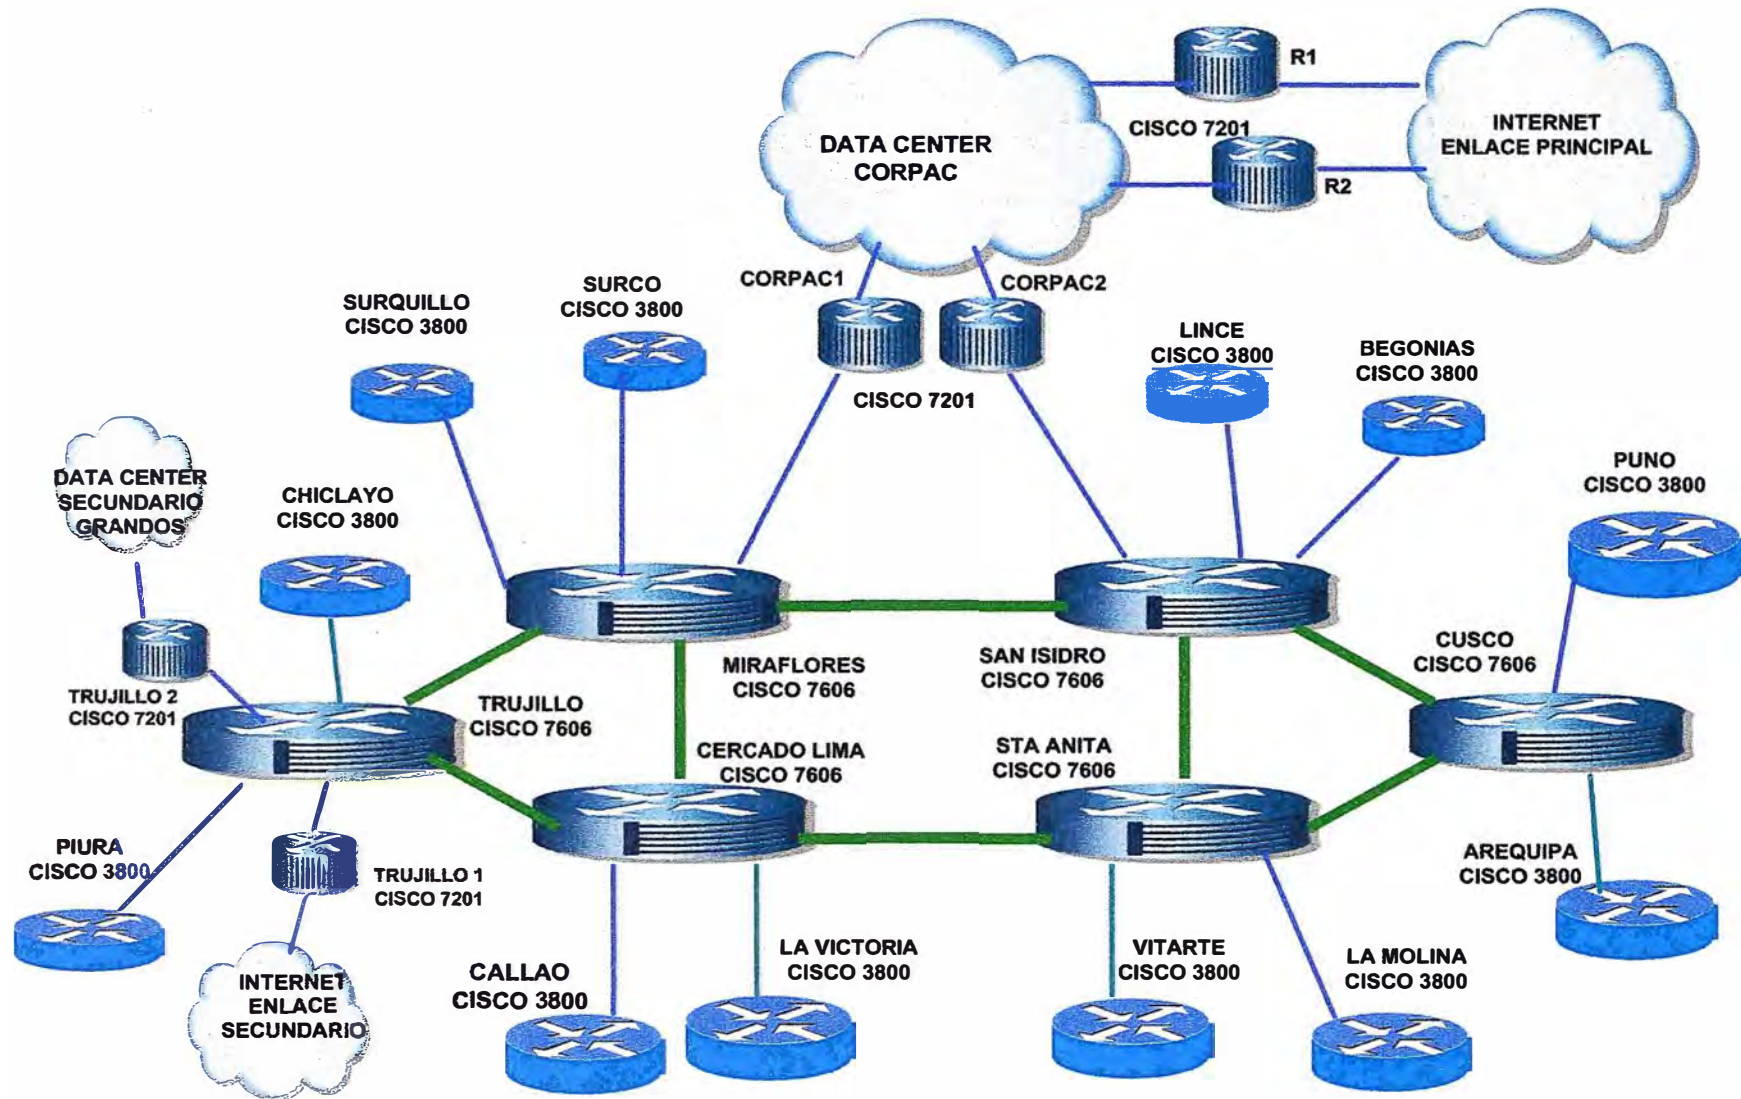 R1
CISCO 7201
R2
INTERNET
ENLACE PRINCIPAL
DATA CENTER
CORPAC
CORPAC1
CORPAC2
CISCO 7201
SURQUILLO
CISCO 3800
SURCO
CISCO 3800
LINCE
CISCO 3800
BEGONIAS
CISCO 3800
PUNO
CISCO 3800
DATA CENTER
SECUNDARIO
GRANDOS
CHICLAYO
CISCO 3800
TRUJILLO 2
CISCO 7201
TRUJILLO
CISCO 7606
MIRAFLORES
CISCO 7606
SAN ISIDRO
CISCO 7606
CUSCO
CISCO 7606
CERCADO LIMA
CISCO 7606
STA ANITA
CISCO 7606
PIURA
CISCO 3800
TRUJILLO 1
CISCO 7201
AREQUIPA
CISCO 3800
INTERNET
ENLACE
SECUNDARIO
CALLAO
CISCO 3800
LA VICTORIA
CISCO 3800
VITARTE
CISCO 3800
LA MOLINA
CISCO 3800